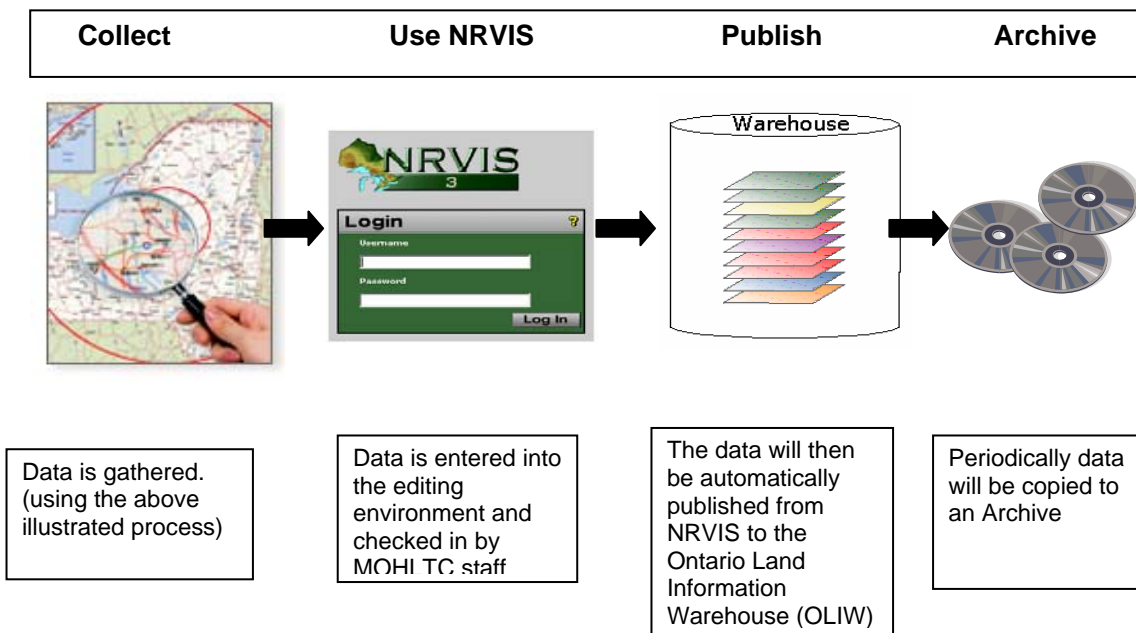 Collect Use NRVIS Publish Archive
NRVIS
3
Login ?
Username
Password
Log In
Warehouse
Data is gathered.
(using the above
illustrated process)
Data is entered into
the editing
environment and
checked in by
MOHLTC staff
The data will then
be automatically
published from
NRVIS to the
Ontario Land
Information
Warehouse (OLIW)
Periodically data
will be copied to
an Archive